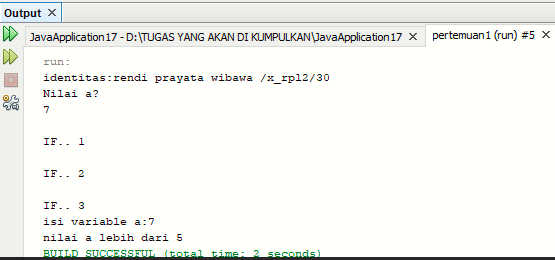 Output
JavaApplication17 - D:\TUGAS YANG AKAN DI KUMPULKAN\JavaApplication17
pertemuan1 (run) #5
run:
identitas:rendi prayata wibawa /x_rpl2/30
Nilai a?
7
IF.. 1
IF.. 2
IF.. 3
isi variable a:7
nilai a lebih dari 5
BUILD SUCCESSFUL (total time: 2 seconds)